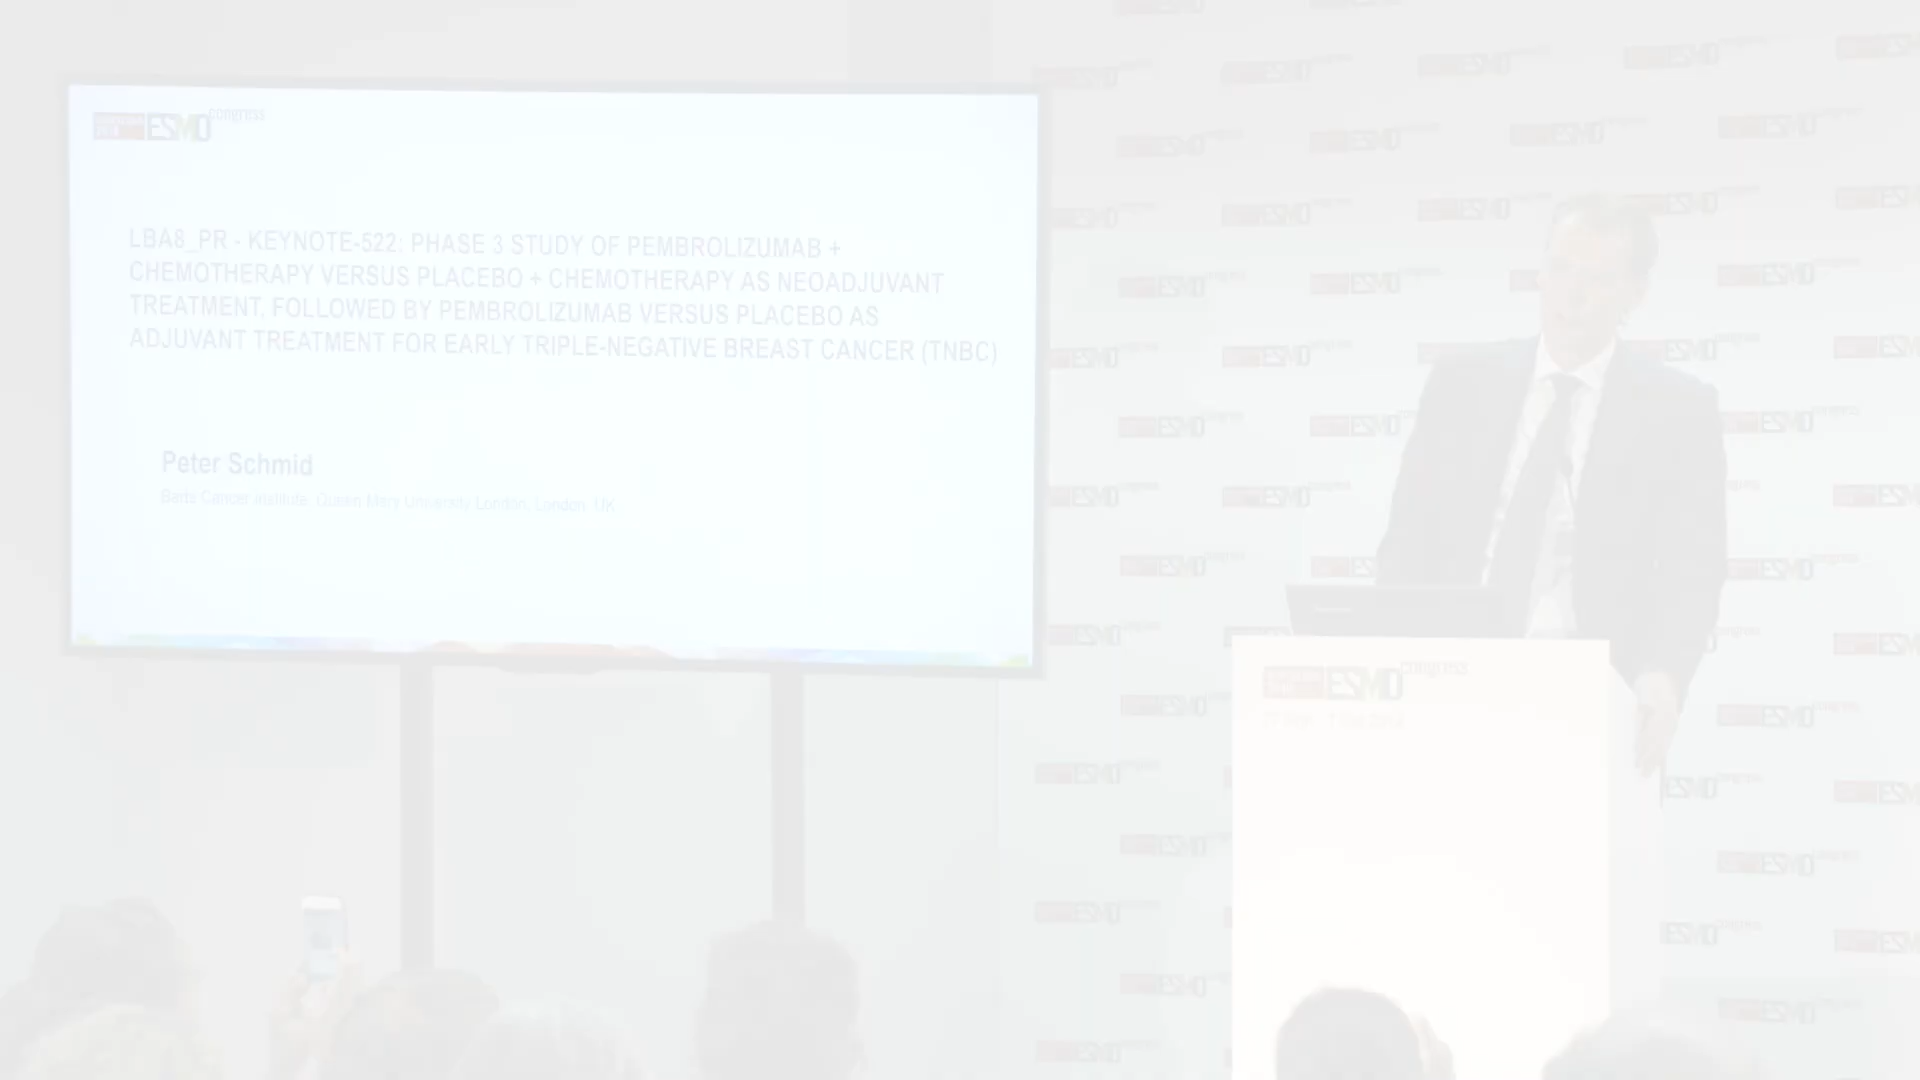 ESMO congress
LBA8_PR - KEYNOTE-522: PHASE 3 STUDY OF PEMBROLIZUMAB +
CHEMOTHERAPY VERSUS PLACEBO + CHEMOTHERAPY AS NEOADJUVANT
TREATMENT, FOLLOWED BY PEMBROLIZUMAB VERSUS PLACEBO AS
ADJUVANT TREATMENT FOR EARLY TRIPLE-NEGATIVE BREAST CANCER (TNBC)
Peter Schmid
Barts Cancer Institute, Queen Mary University London, London, UK
ESMO congress